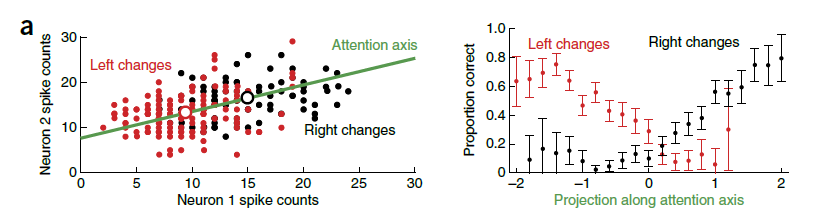 a
Neuron 2 spike counts
30
20
10
0
Left changes
Attention axis
Right changes
0 5 10 15 20 25 30
Neuron 1 spike counts
Proportion correct
1.0
0.8
0.6
0.4
0.2
0
Left changes
Right changes
–2 –1 0 1 2
Projection along attention axis